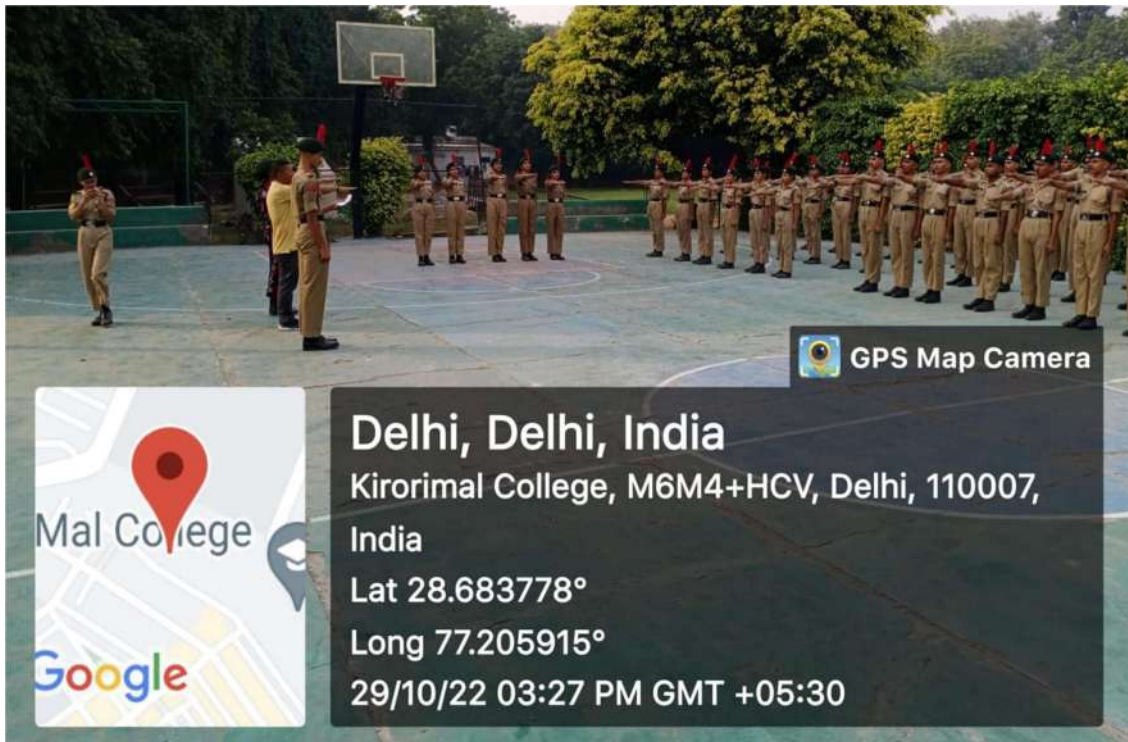 GPS Map Camera
Delhi, Delhi, India
Kirorimal College, M6M4+HCV, Delhi, 110007,
India
Lat 28.683778°
Long 77.205915°
29/10/22 03:27 PM GMT +05:30
Mal College
Google